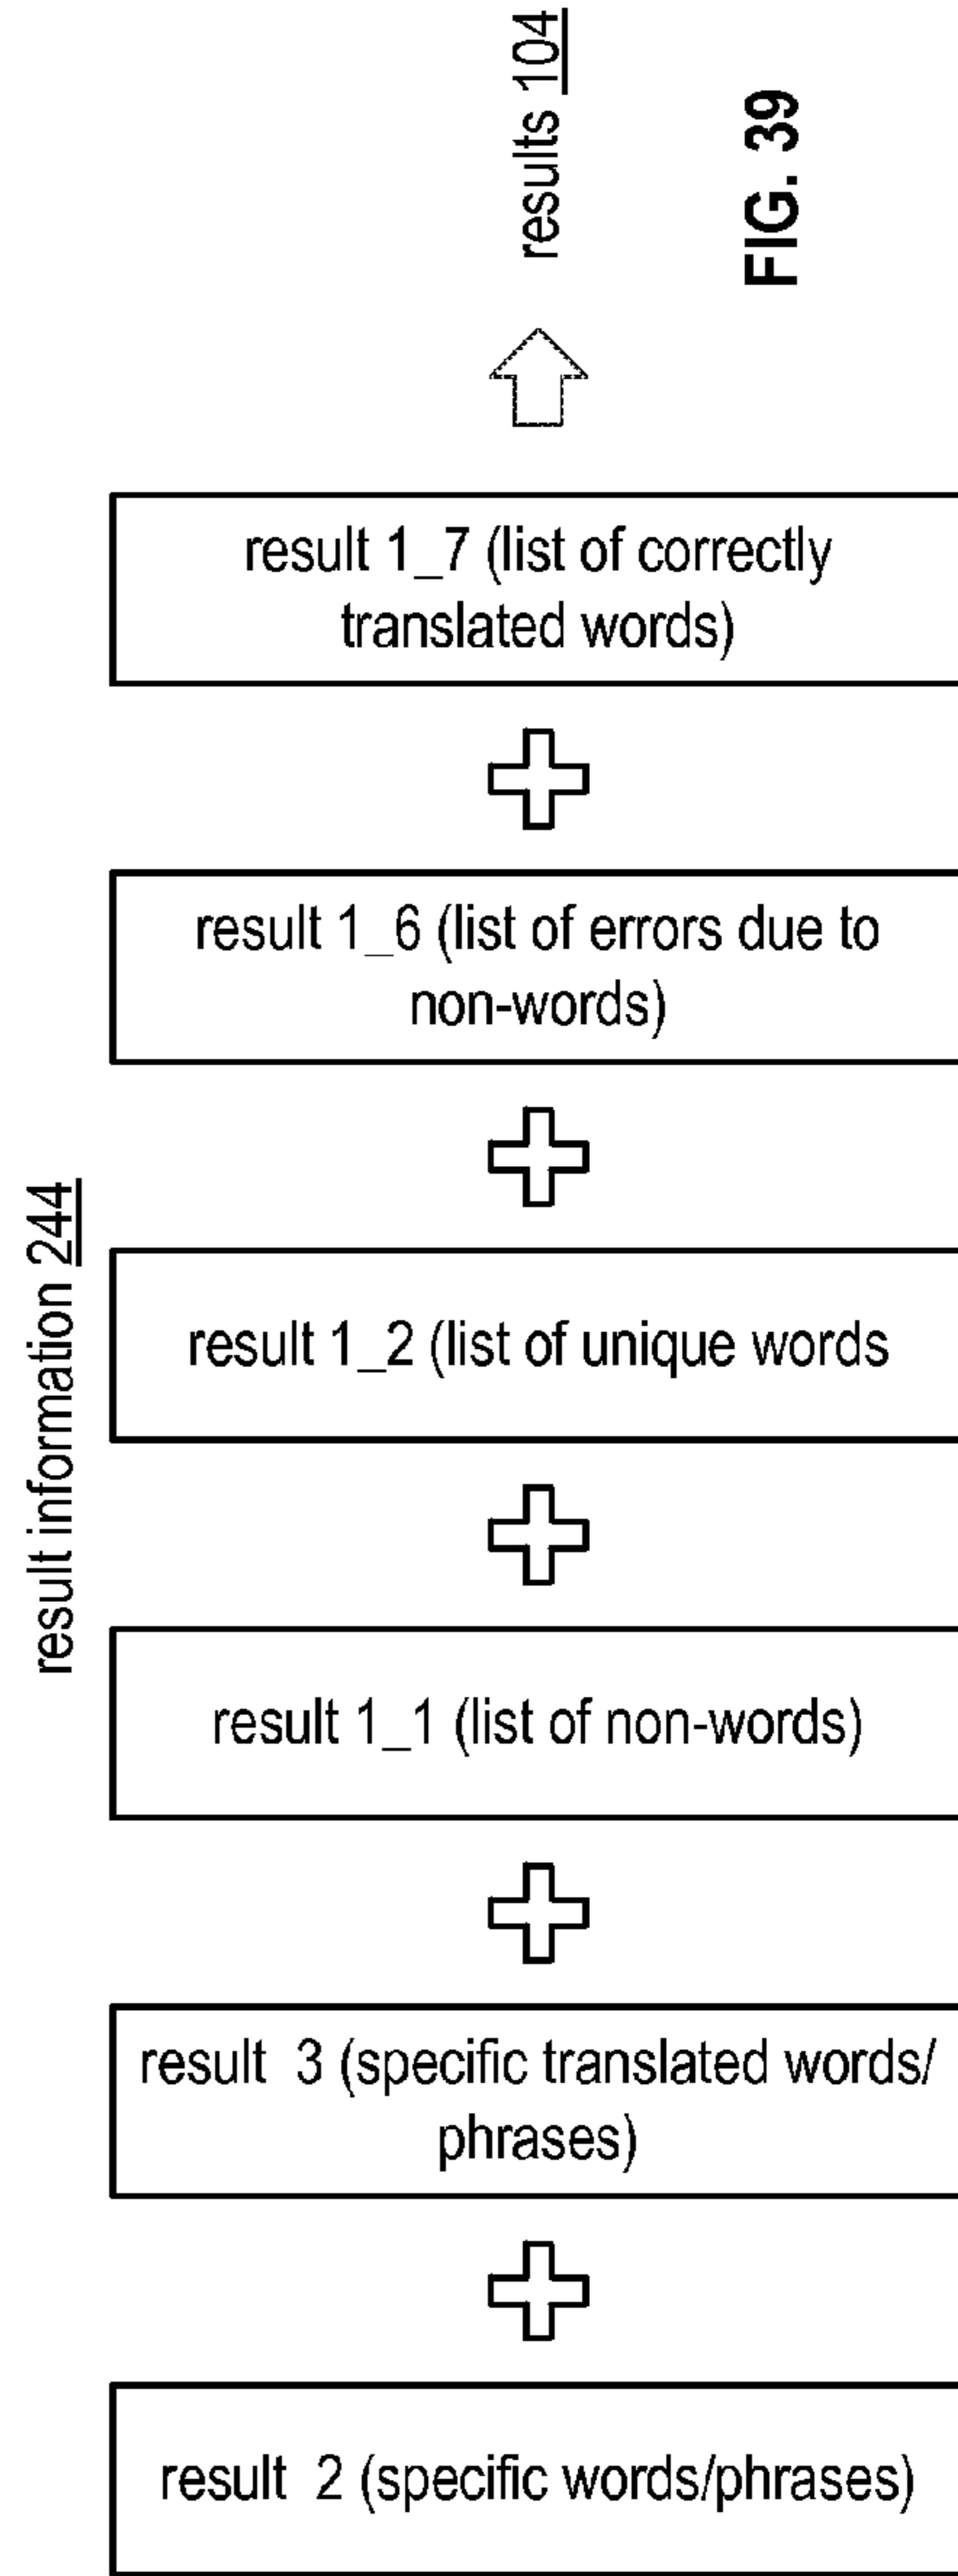 results 104
FIG. 39
result 1_7 (list of correctly
translated words)
result 1_6 (list of errors due to
non-words)
result information 244
result 1_2 (list of unique words
result 1_1 (list of non-words)
result 3 (specific translated words/
phrases)
result 2 (specific words/phrases)